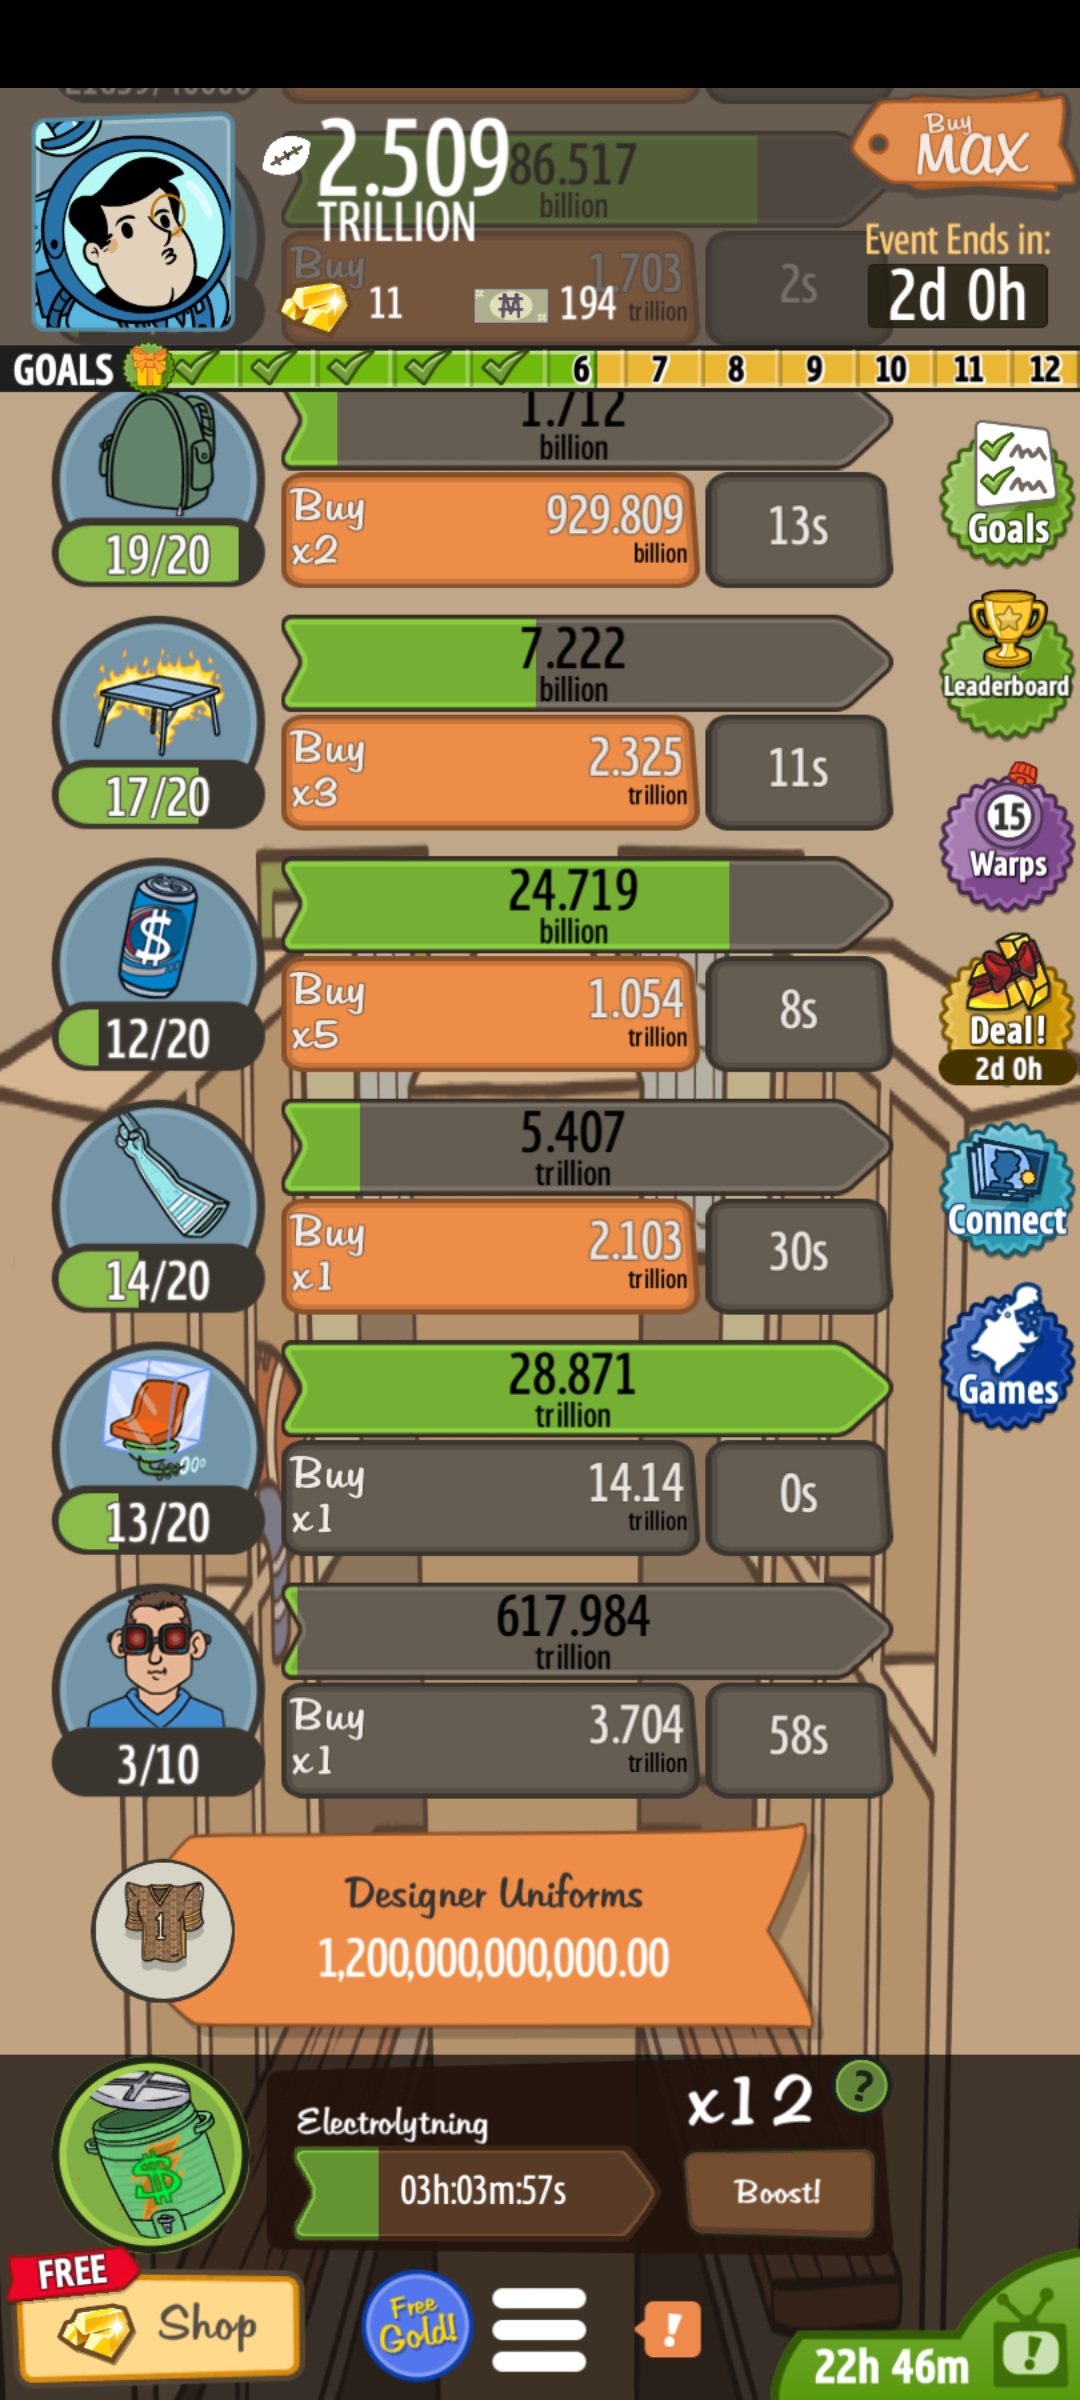 2.509
TRILLION
86.517
billion
Buy
MAX
Event Ends in:
2d 0h
Buy
1.703
trillion
2s
11
194
GOALS
6 7 8 9 10 11 12
1.712
billion
19/20
Buy
x2
929.809
billion
13s
Goals
7.222
billion
17/20
Buy
x3
2.325
trillion
11s
Leaderboard
15
Warps
24.719
billion
12/20
Buy
x5
1.054
trillion
8s
Deal!
2d 0h
5.407
trillion
14/20
Buy
x1
2.103
trillion
30s
Connect
28.871
trillion
13/20
Buy
x1
14.14
trillion
0s
Games
617.984
trillion
3/10
Buy
x1
3.704
trillion
58s
1
Designer Uniforms
1,200,000,000,000.00
Electrolytning
03h:03m:57s
x12
?
Boost!
FREE
Shop
Free
Gold!
!
22h 46m
!